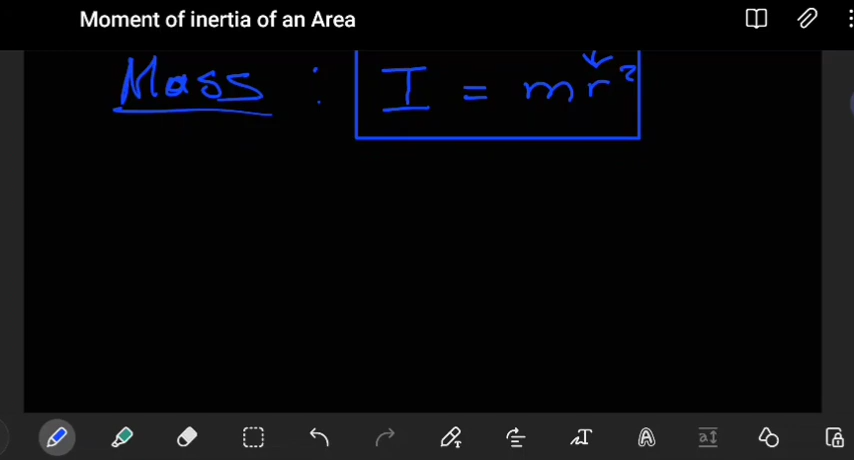 Moment of inertia of an Area
Mass : I = mr²